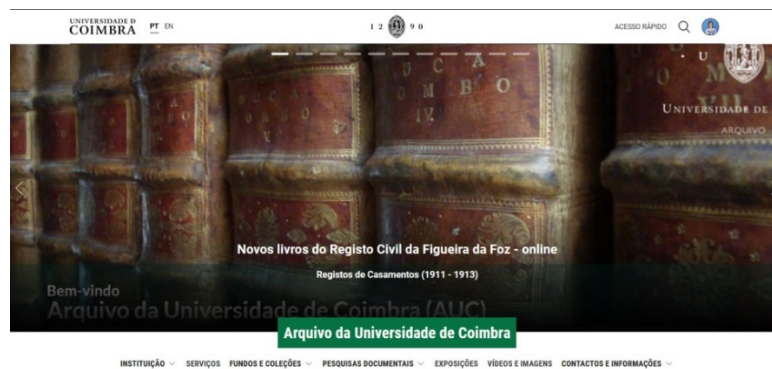 UNIVERSIDADE D
COIMBRA
PT EN
1 2 9 0
ACESSO RÁPIDO
C A
O M B O
IV
U
UNIVERSIDADE DE
ARQUIVO
Novos livros do Registo Civil da Figueira da Foz - online
Registos de Casamentos (1911 - 1913)
Bem-vindo
Arquivo da Universidade de Coimbra (AUC)
Arquivo da Universidade de Coimbra
INSTITUIÇÃO SERVIÇOS FUNDOS E COLEÇÕES PESQUISAS DOCUMENTAIS EXPOSIÇÕES VÍDEOS E IMAGENS CONTACTOS E INFORMAÇÕES